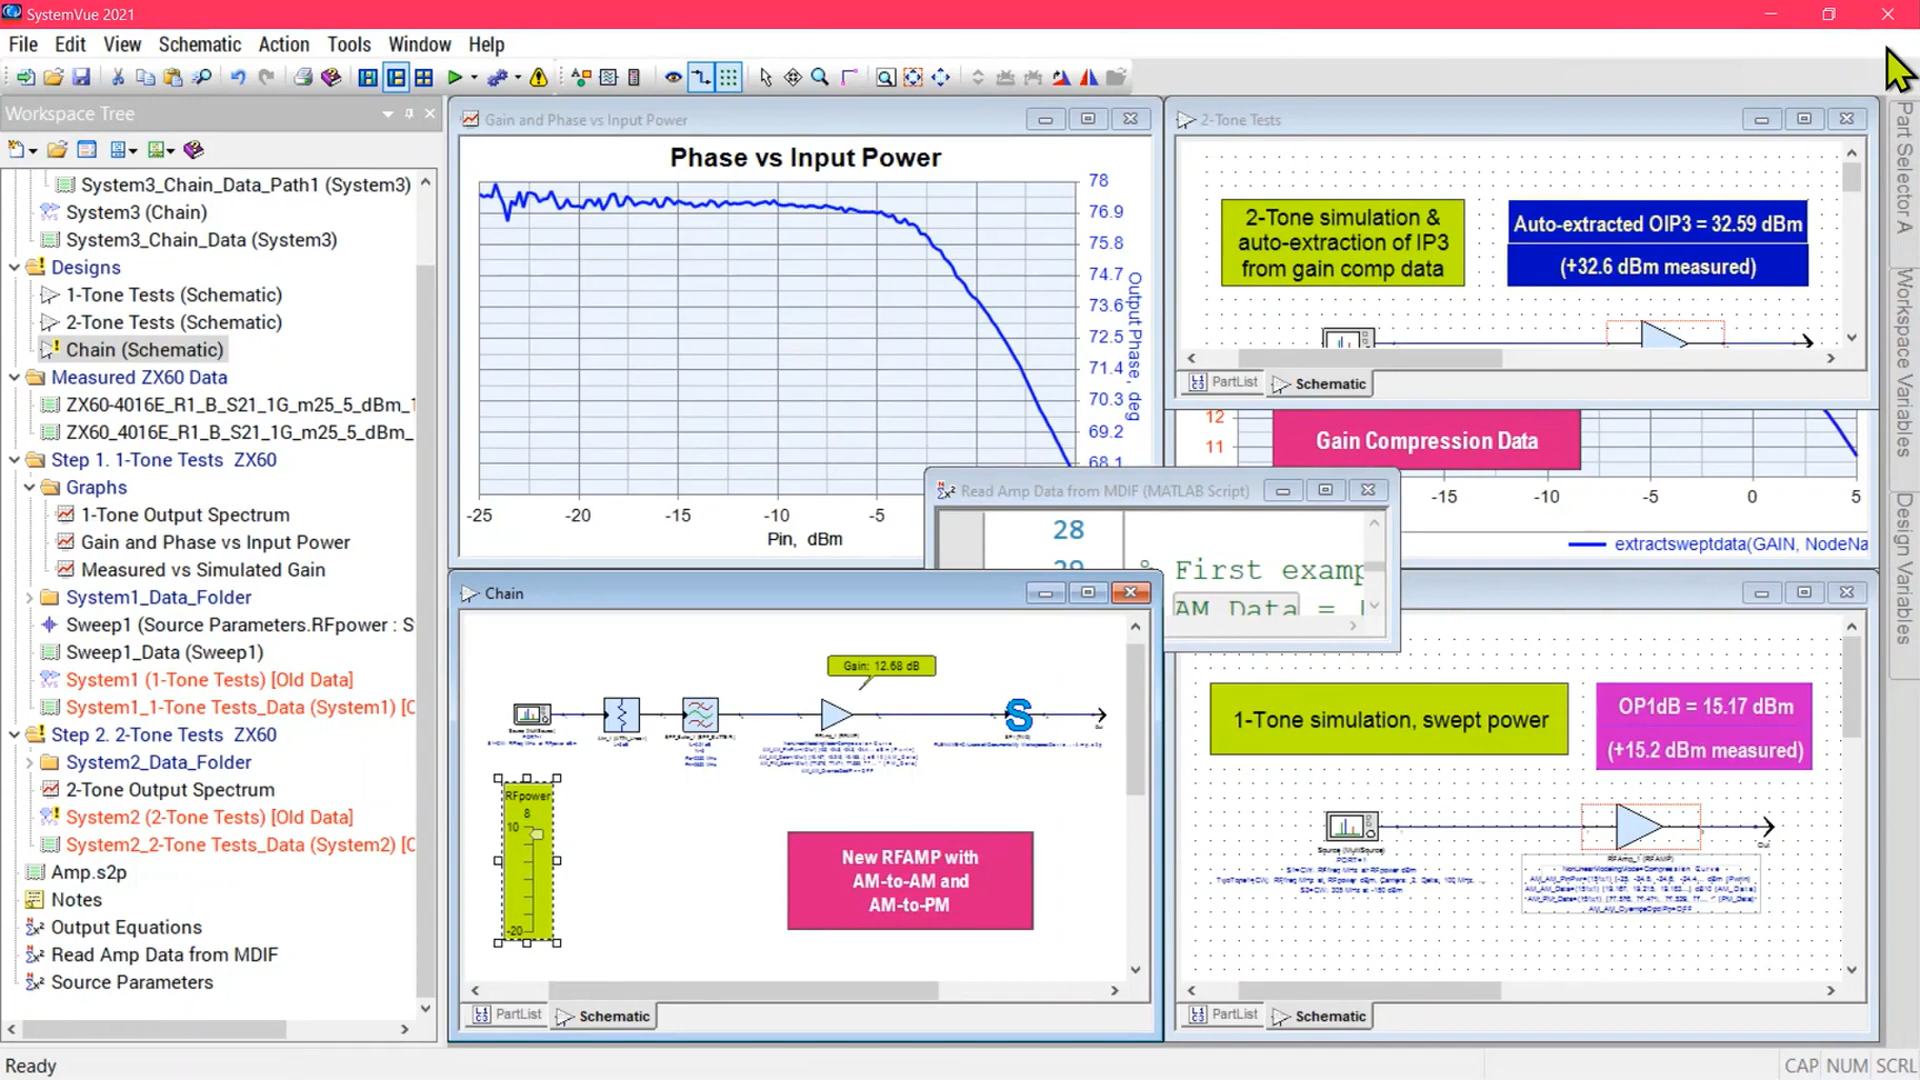 SystemVue 2021
File Edit View Schematic Action Tools Window Help
Workspace Tree
System3_Chain_Data_Path1 (System3)
System3 (Chain)
System3_Chain_Data (System3)
Designs
1-Tone Tests (Schematic)
2-Tone Tests (Schematic)
Chain (Schematic)
Measured ZX60 Data
ZX60-4016E_R1_B_S21_1G_m25_5_dBm_1
ZX60_4016E_R1_B_S21_1G_m25_5_dBm_
Step 1. 1-Tone Tests ZX60
Graphs
1-Tone Output Spectrum
Gain and Phase vs Input Power
Measured vs Simulated Gain
System1_Data_Folder
Sweep1 (Source Parameters.RFpower : S
Sweep1_Data (Sweep1)
System1 (1-Tone Tests) [Old Data]
System1_1-Tone Tests_Data (System1) [O
Step 2. 2-Tone Tests ZX60
System2_Data_Folder
2-Tone Output Spectrum
System2 (2-Tone Tests) [Old Data]
System2_2-Tone Tests_Data (System2) [O
Amp.s2p
Notes
Output Equations
Read Amp Data from MDIF
Source Parameters
Gain and Phase vs Input Power
Phase vs Input Power
78
76.9
75.8
74.7
73.6
72.5
71.4
70.3
69.2
68.1
Output Phase, deg
-25 -20 -15 -10 -5
Pin, dBm
2-Tone Tests
2-Tone simulation &
auto-extraction of IP3
from gain comp data
Auto-extracted OIP3 = 32.59 dBm
(+32.6 dBm measured)
PartList Schematic
12
11
Gain Compression Data
-15 -10 -5 0 5
extractsweptdata(GAIN, NodeNa
Read Amp Data from MDIF (MATLAB Script)
28
29
% First examp
AM_Data =
Chain
Gain: 12.68 dB
RFpower
8
10
-20
New RFAMP with
AM-to-AM and
AM-to-PM
PartList Schematic
1-Tone simulation, swept power
OP1dB = 15.17 dBm
(+15.2 dBm measured)
Source (MultiSource)
PORT=1
RFAmp_1 (RFAMP)
Out
PartList Schematic
Part Selector A
Workspace Variables
Design Variables
Ready
CAP NUM SCRL